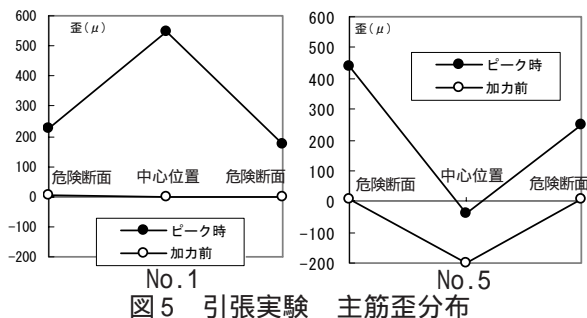 歪(μ)
600
500
400
300
200
100
0
-100
-200
危険断面 中心位置 危険断面
ピーク時
加力前
No.1
歪(μ)
600
500
400
300
200
100
0
-100
-200
ピーク時
加力前
中心位置
危険断面 危険断面
No.5
図5 引張実験 主筋歪分布